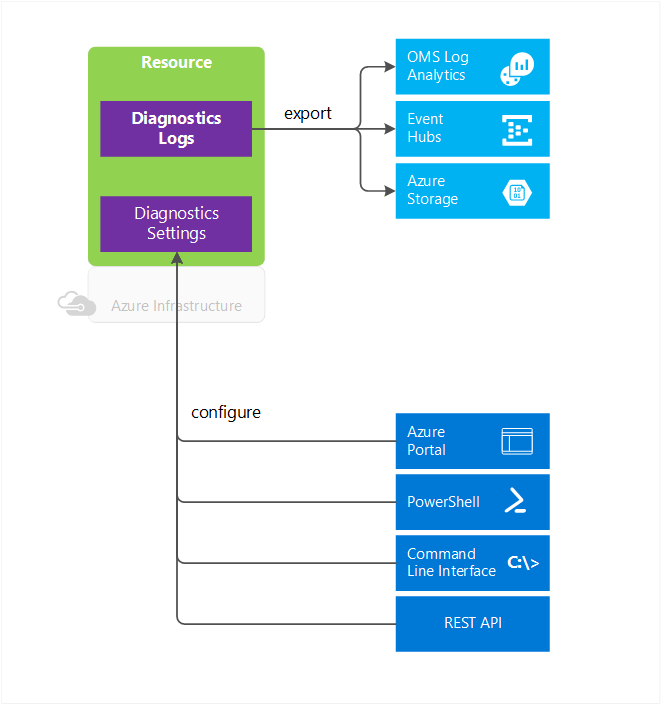 Resource
Diagnostics
Logs
Diagnostics
Settings
Azure Infrastructure
export
OMS Log
Analytics
Event
Hubs
Azure
Storage
10
01
configure
Azure
Portal
PowerShell
Command
Line Interface
C:\>
REST API